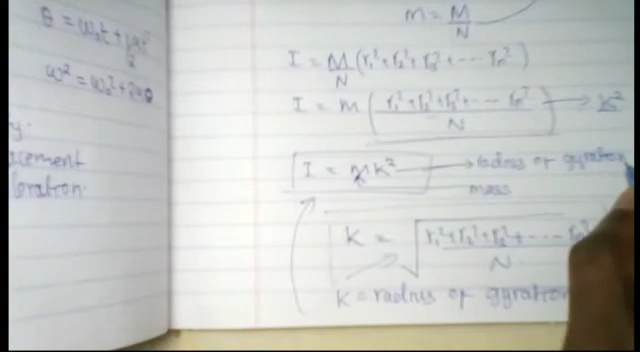 θ = ω₀t + ½αt²
ω² = ω₀² + 2αθ
acement
leration.
m = M/N
I = M/N (r₁² + r₂² + r₃² + --- rₙ²)
I = m (r₁² + r₂² + r₃² + --- rₙ² / N) → k²
I = mk² → radius of gyration
mass
K = √(r₁² + r₂² + r₃² + ---- / N)
K = radius of gyration